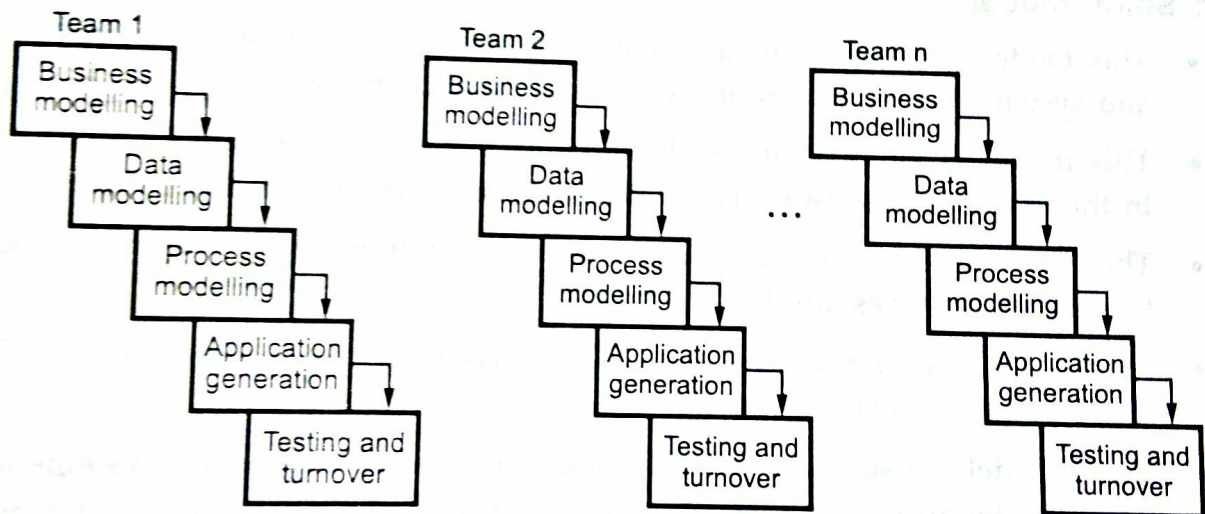 Team 1
Business
modelling
Data
modelling
Process
modelling
Application
generation
Testing and
turnover
Team 2
Business
modelling
Data
modelling
Process
modelling
Application
generation
Testing and
turnover
...
Team n
Business
modelling
Data
modelling
Process
modelling
Application
generation
Testing and
turnover